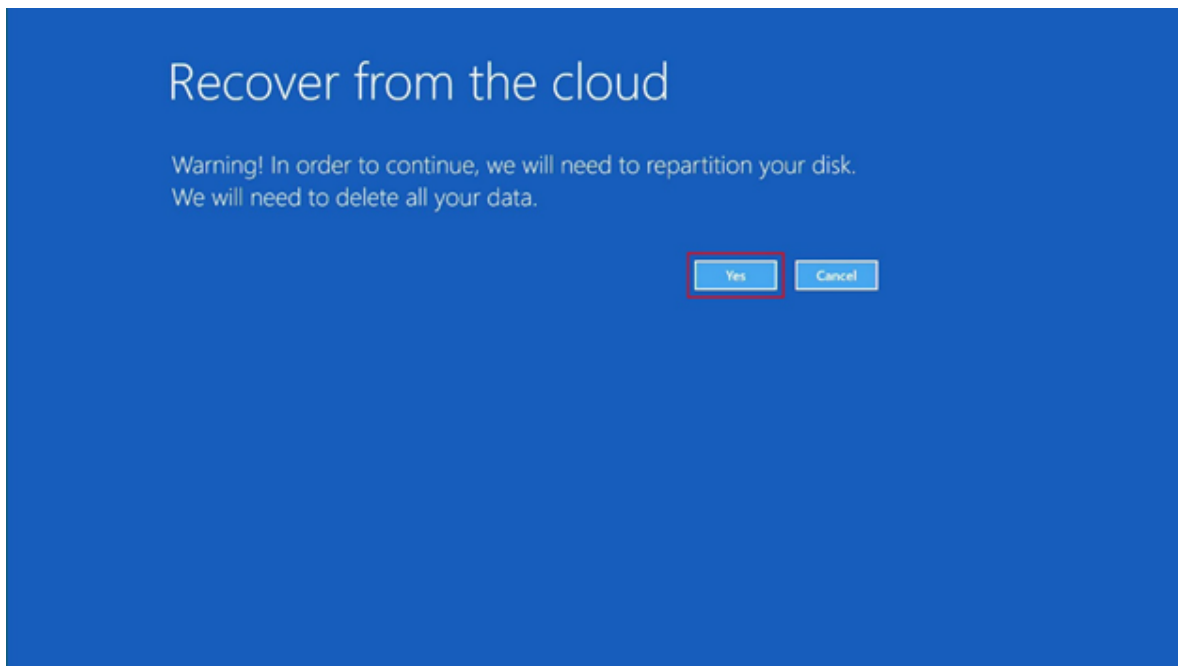 Recover from the cloud
Warning! In order to continue, we will need to repartition your disk.
We will need to delete all your data.
Yes Cancel